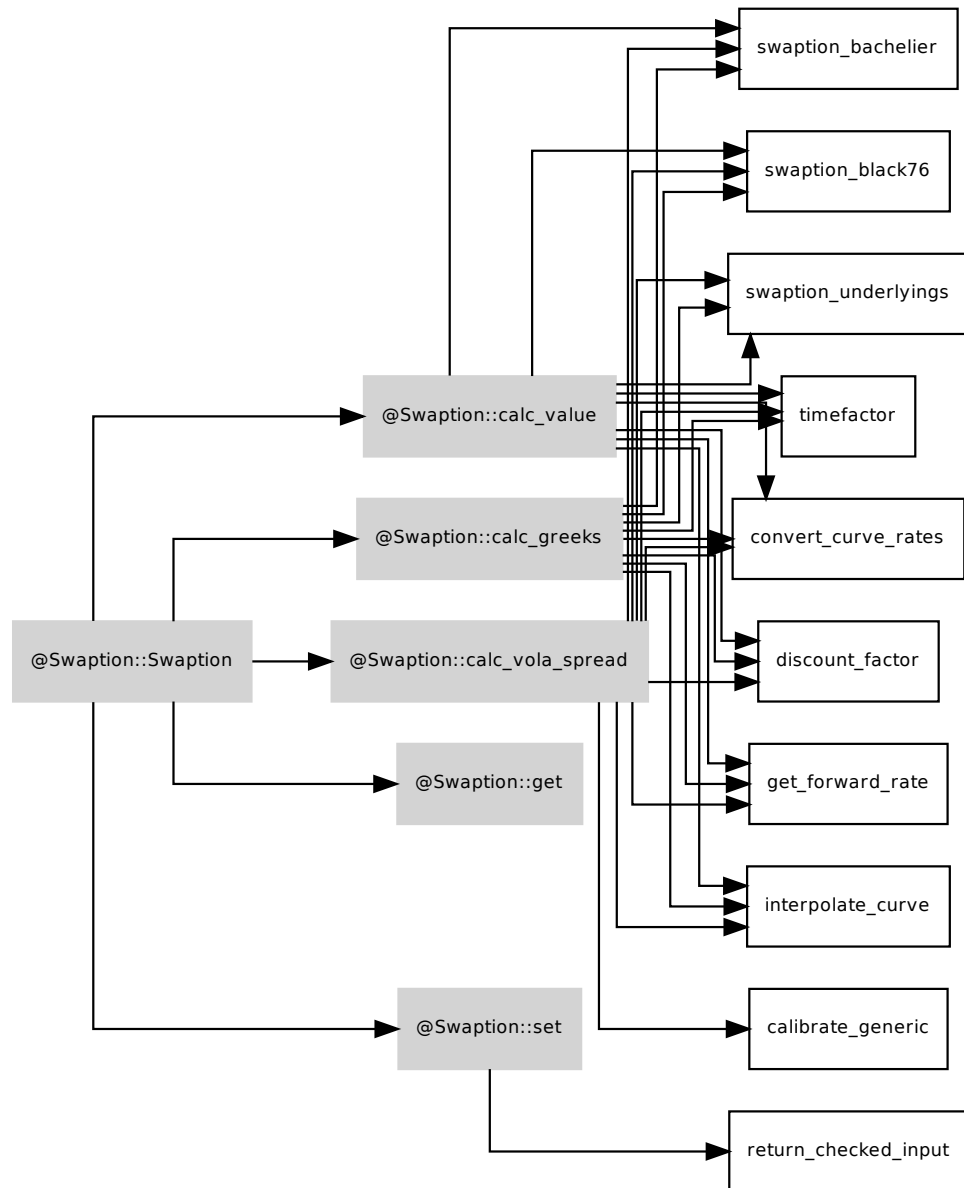 swaption_bachelier
swaption_black76
swaption_underlyings
@Swaption::calc_value
timefactor
@Swaption::calc_greeks
convert_curve_rates
@Swaption::Swaption
@Swaption::calc_vola_spread
discount_factor
@Swaption::get
get_forward_rate
interpolate_curve
@Swaption::set
calibrate_generic
return_checked_input